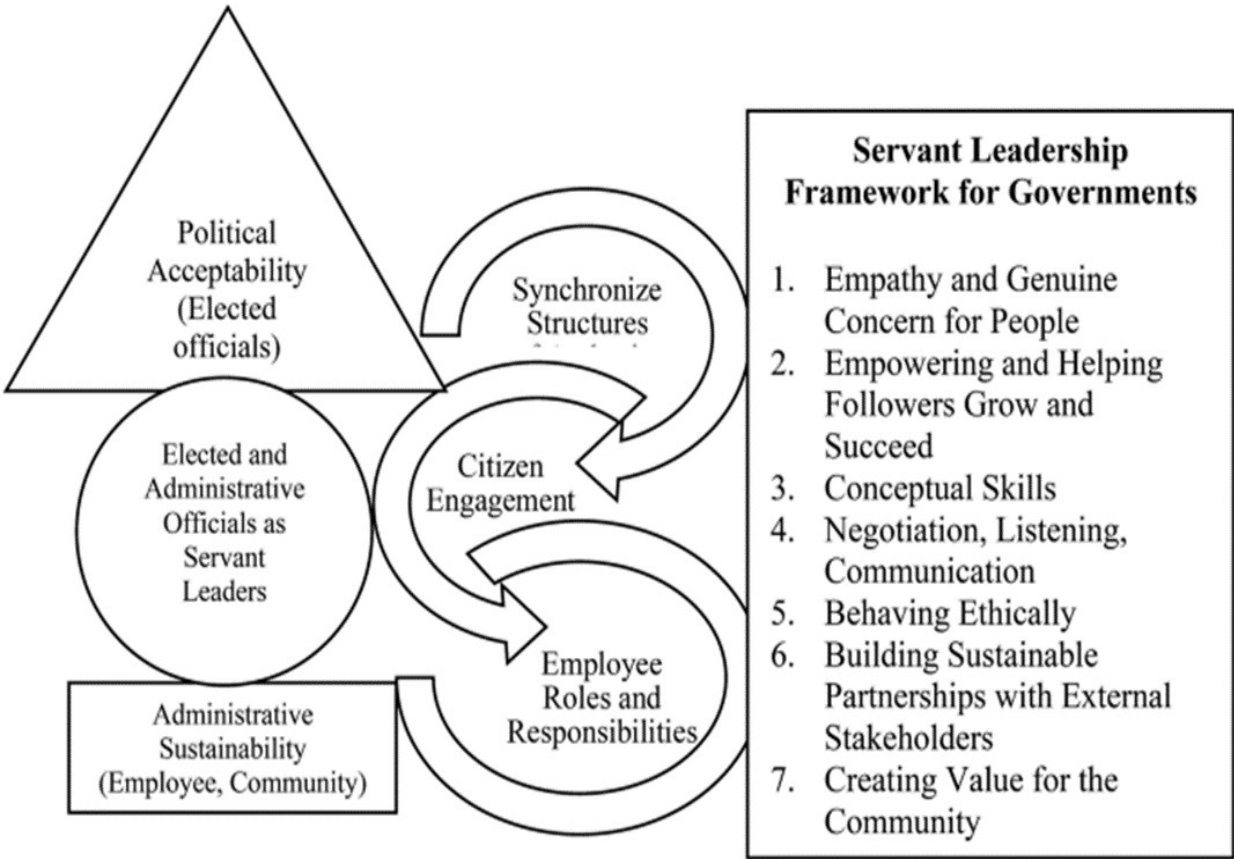 Political
Acceptability
(Elected
officials)
Elected and
Administrative
Officials as
Servant
Leaders
Administrative
Sustainability
(Employee, Community)
Synchronize
Structures
Citizen
Engagement
Employee
Roles and
Responsibilities
Servant Leadership
Framework for Governments
1. Empathy and Genuine
Concern for People
2. Empowering and Helping
Followers Grow and
Succeed
3. Conceptual Skills
4. Negotiation, Listening,
Communication
5. Behaving Ethically
6. Building Sustainable
Partnerships with External
Stakeholders
7. Creating Value for the
Community